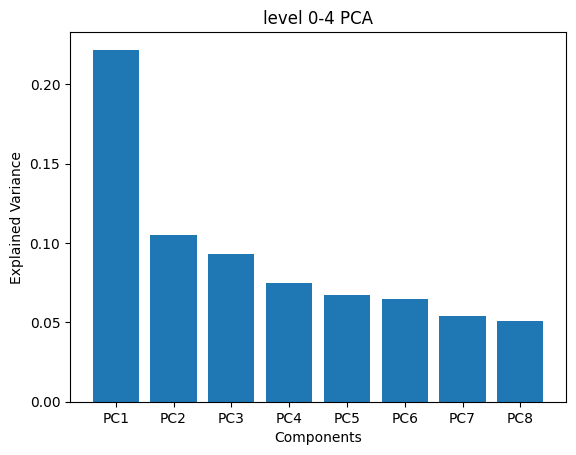 level 0-4 PCA
Explained Variance
0.20
0.15
0.10
0.05
0.00
PC1 PC2 PC3 PC4 PC5 PC6 PC7 PC8
Components